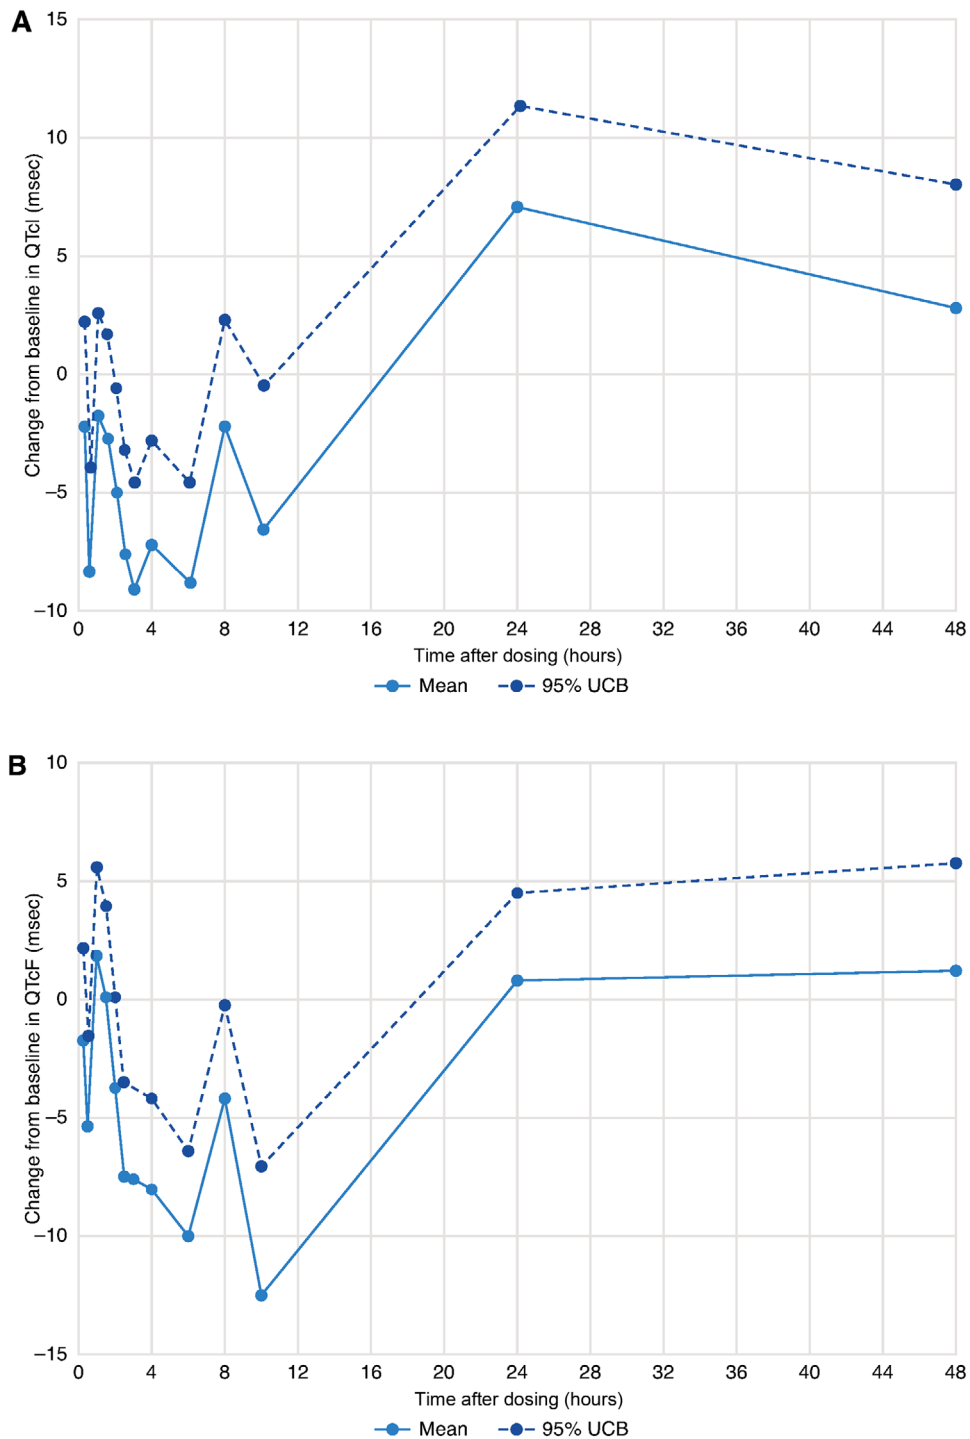 A
Change from baseline in QTcI (msec)
15
10
5
0
−5
−10
0 4 8 12 16 20 24 28 32 36 40 44 48
Time after dosing (hours)
Mean 95% UCB
B
Change from baseline in QTcF (msec)
10
5
0
−5
−10
−15
0 4 8 12 16 20 24 28 32 36 40 44 48
Time after dosing (hours)
Mean 95% UCB